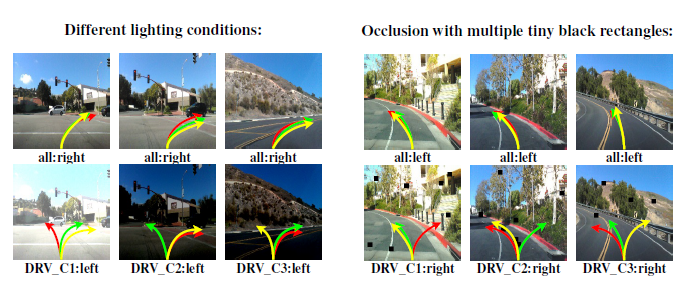 Different lighting conditions:
all:right all:right all:right
DRV_C1:left DRV_C2:left DRV_C3:left
Occlusion with multiple tiny black rectangles:
all:left all:left all:left
DRV_C1:right DRV_C2:right DRV_C3:right